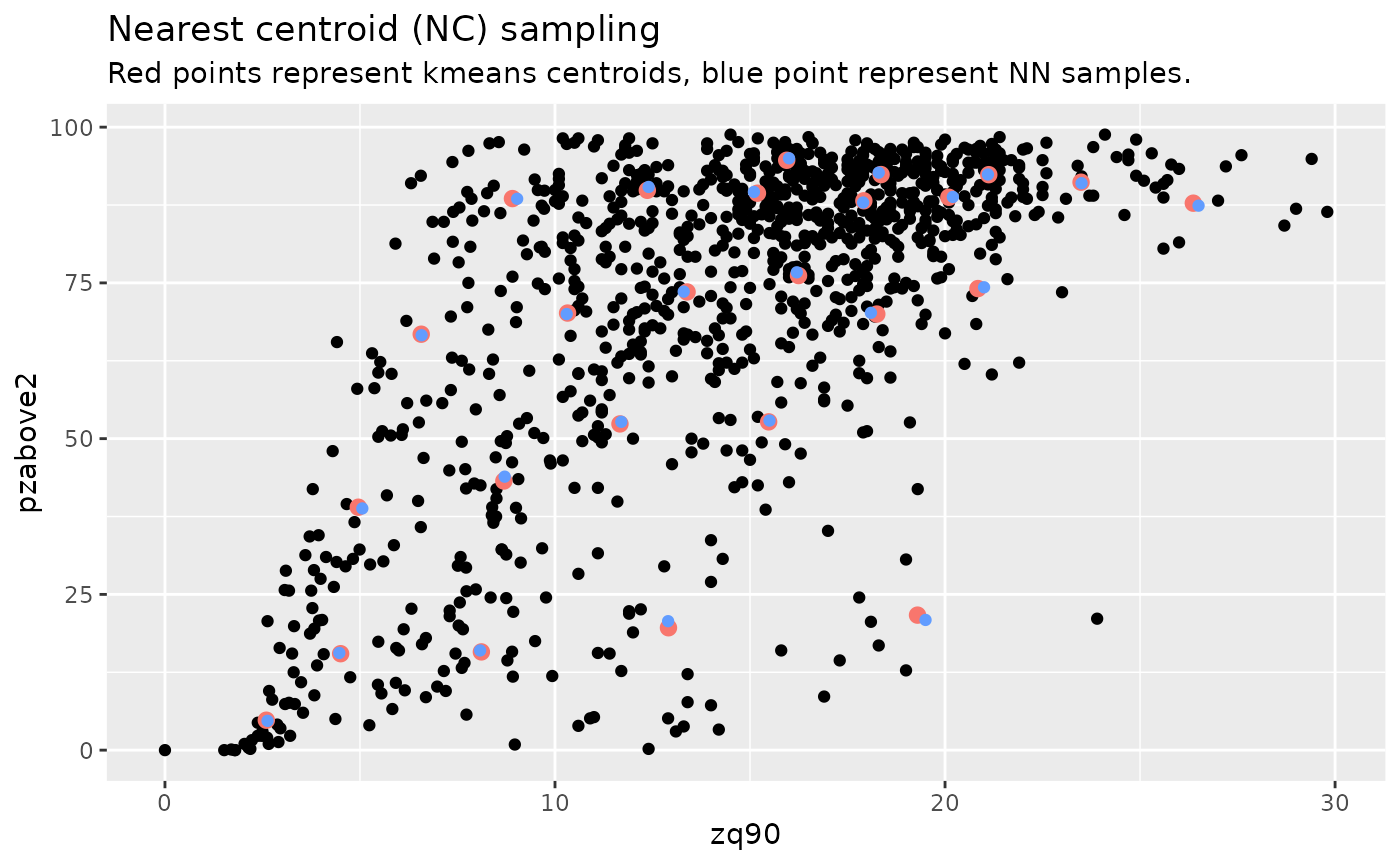 Nearest centroid (NC) sampling
Red points represent kmeans centroids, blue point represent NN samples.
100
75
50
25
0
pzabove2
0 10 20 30
zq90